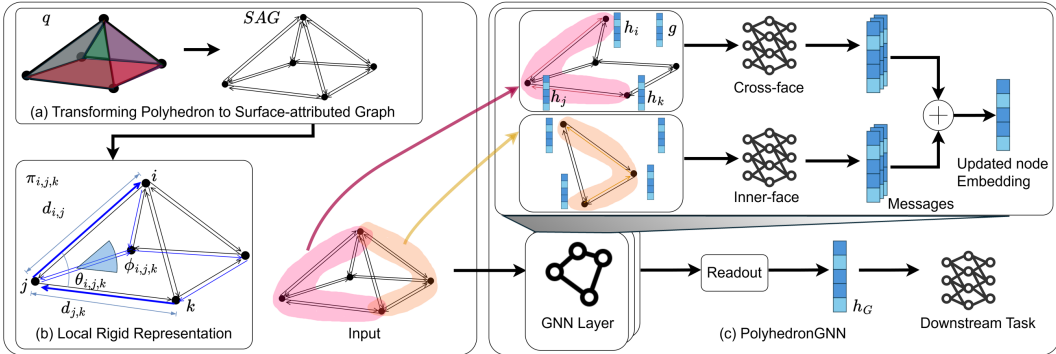 q
SAG
(a) Transforming Polyhedron to Surface-attributed Graph
π_{i,j,k}
i
d_{i,j}
ϕ_{i,j,k}
j
θ_{i,j,k}
k
d_{j,k}
(b) Local Rigid Representation
Input
h_i
g
h_j
h_k
Cross-face
Inner-face
Messages
Updated node
Embedding
GNN Layer
Readout
h_G
(c) PolyhedronGNN
Downstream Task